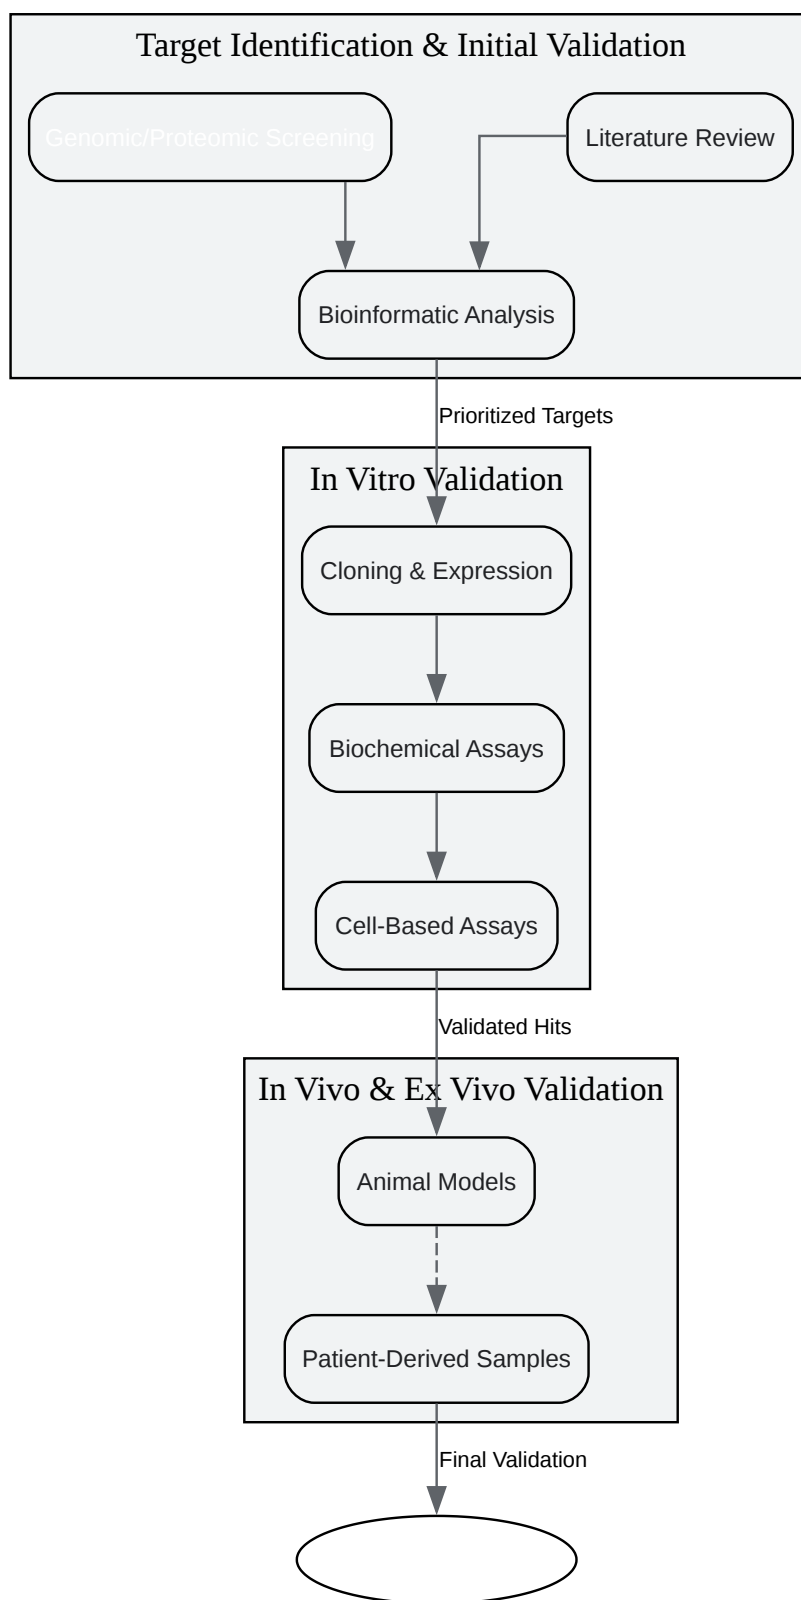 Target Identification & Initial Validation
Genomic/Proteomic Screening
Literature Review
Bioinformatic Analysis
Prioritized Targets
In Vitro Validation
Cloning & Expression
Biochemical Assays
Cell-Based Assays
Validated Hits
In Vivo & Ex Vivo Validation
Animal Models
Patient-Derived Samples
Final Validation